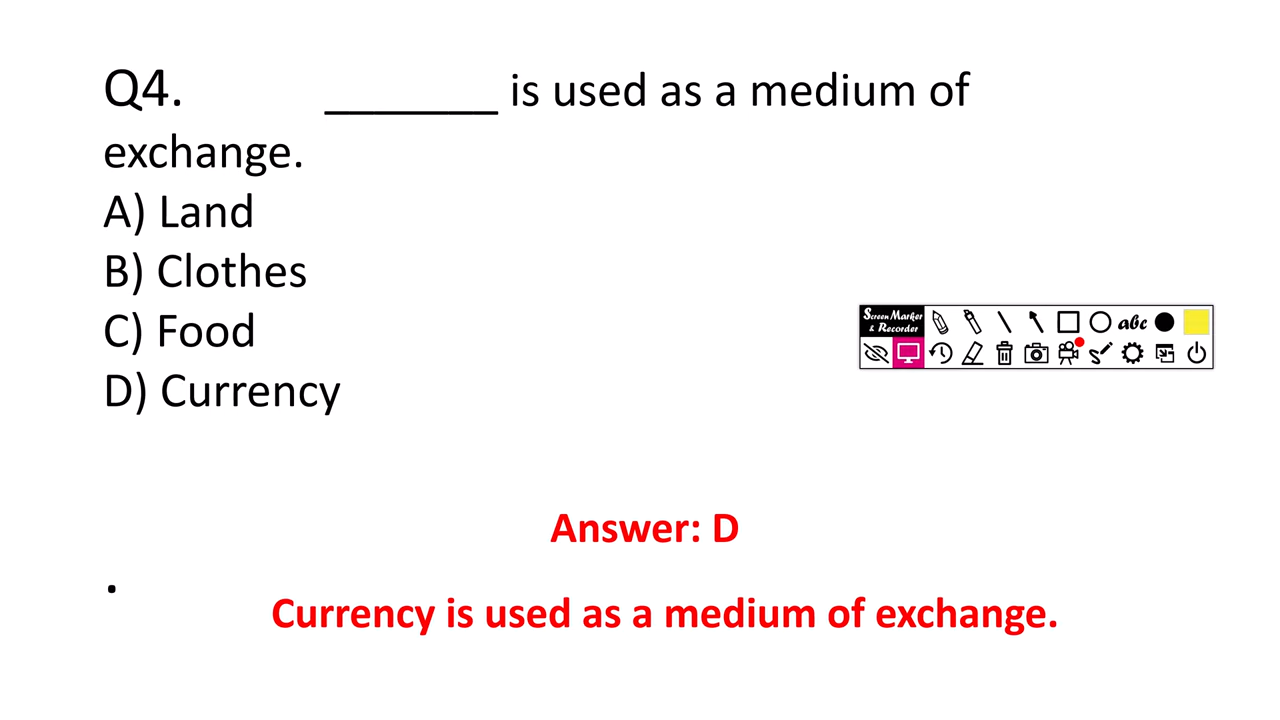 Q4. _______ is used as a medium of
exchange.
A) Land
B) Clothes
C) Food
D) Currency
Screen Marker
& Recorder
abc
Answer: D
.
Currency is used as a medium of exchange.